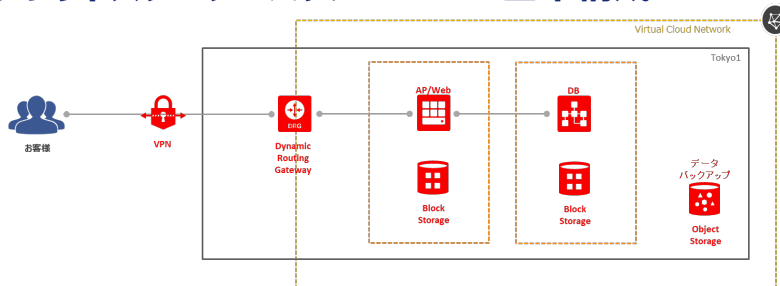 Virtual Cloud Network
Tokyo1
お客様
VPN
DRG
Dynamic
Routing
Gateway
AP/Web
Block
Storage
DB
Block
Storage
データ
バックアップ
Object
Storage